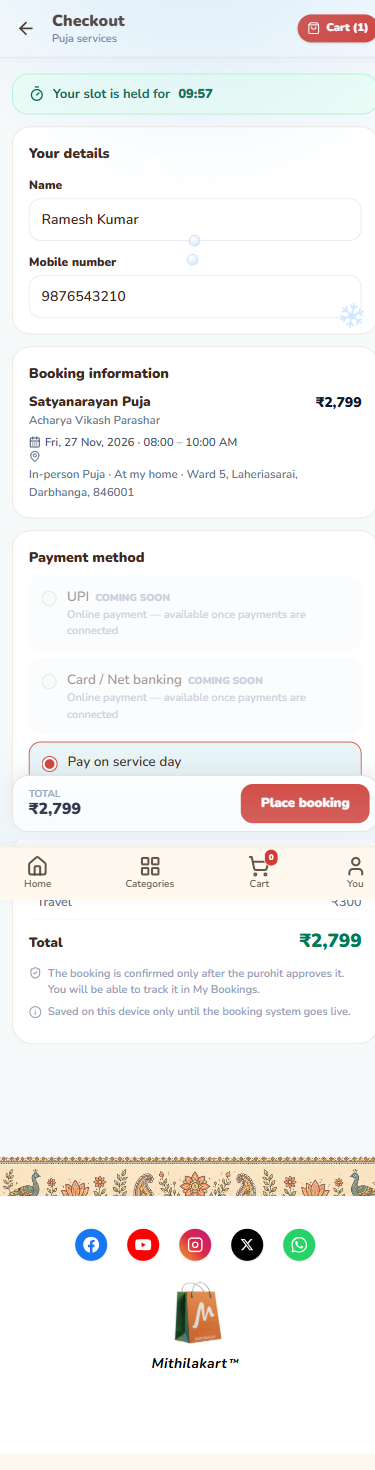 Checkout
Puja services
Cart (1)
Your slot is held for 09:57
Your details
Name
Ramesh Kumar
Mobile number
9876543210
Booking information
Satyanarayan Puja ₹2,799
Acharya Vikash Parashar
Fri, 27 Nov, 2026 · 08:00 – 10:00 AM
In-person Puja · At my home · Ward 5, Laheriasarai,
Darbhanga, 846001
Payment method
UPI COMING SOON
Online payment — available once payments are
connected
Card / Net banking COMING SOON
Online payment — available once payments are
connected
Pay on service day
TOTAL
₹2,799
Place booking
0
Home Categories Cart You
Travel ₹300
Total ₹2,799
The booking is confirmed only after the purohit approves it.
You will be able to track it in My Bookings.
Saved on this device only until the booking system goes live.
Mithilakart™